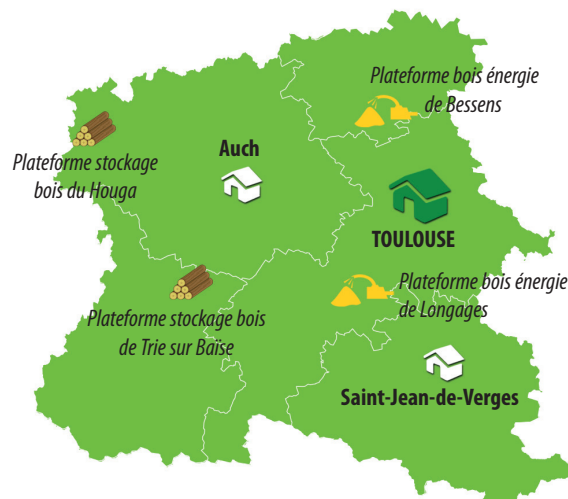 Plateforme bois énergie
de Bessens
Auch
Plateforme stockage
bois du Houga
TOULOUSE
Plateforme bois énergie
de Longages
Plateforme stockage bois
de Trie sur Baïse
Saint-Jean-de-Verges